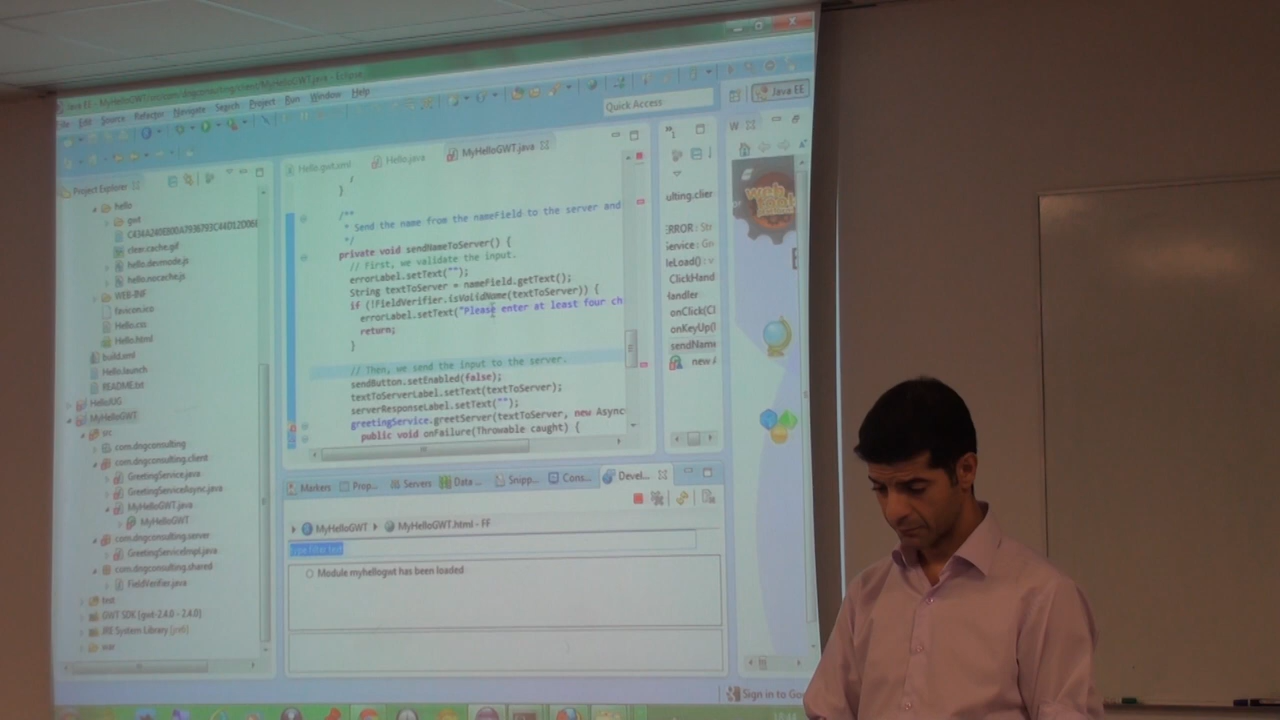 Java EE - MyHelloGWT/src/com/dngconsulting/client/MyHelloGWT.java - Eclipse
File Edit Source Refactor Navigate Search Project Run Window Help
Quick Access
Java EE
Project Explorer
hello
gwt
clear.cache.gif
hello.devmode.js
hello.nocache.js
WEB-INF
favicon.ico
Hello.css
Hello.html
build.xml
Hello.launch
README.txt
HelloJUG
MyHelloGWT
src
com.dngconsulting
com.dngconsulting.client
GreetingService.java
GreetingServiceAsync.java
MyHelloGWT.java
MyHelloGWT
com.dngconsulting.server
GreetingServiceImpl.java
com.dngconsulting.shared
FieldVerifier.java
test
GWT SDK [gwt-2.4.0 - 2.4.0]
JRE System Library [jre6]
war
Hello.gwt.xml Hello.java MyHelloGWT.java
}
/**
* Send the name from the nameField to the server and
*/
private void sendNameToServer() {
// First, we validate the input.
errorLabel.setText("");
String textToServer = nameField.getText();
if (!FieldVerifier.isValidName(textToServer)) {
errorLabel.setText("Please enter at least four ch
return;
}
// Then, we send the input to the server.
sendButton.setEnabled(false);
textToServerLabel.setText(textToServer);
serverResponseLabel.setText("");
greetingService.greetServer(textToServer, new Async
public void onFailure(Throwable caught) {
ulting.clier
ERROR : Str
Service : Gre
leLoad() : v
ClickHand
Handler
onClick(Cl
onKeyUp(
sendName
new A
W
Markers Prop... Servers Data ... Snipp... Cons... Devel...
MyHelloGWT MyHelloGWT.html - FF
type filter text
Module myhellogwt has been loaded
Sign in to Go